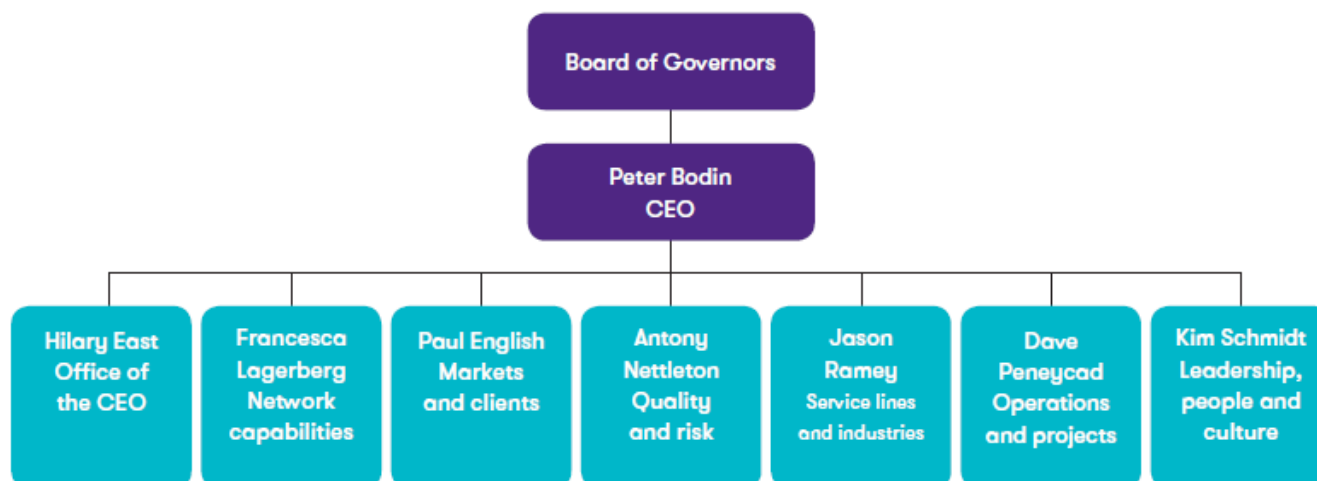 Board of Governors
Peter Bodin
CEO
Hilary East
Office of
the CEO
Francesca
Lagerberg
Network
capabilities
Paul English
Markets
and clients
Antony
Nettleton
Quality
and risk
Jason
Ramey
Service lines
and industries
Dave
Peneycad
Operations
and projects
Kim Schmidt
Leadership,
people and
culture